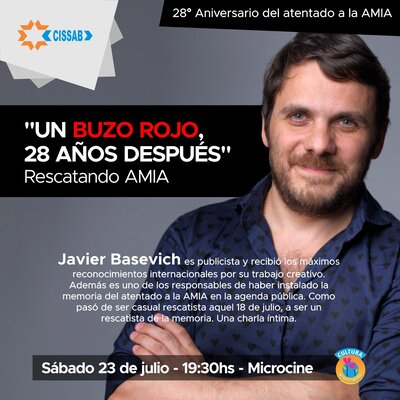 CISSAB
28° Aniversario del atentado a la AMIA
"UN BUZO ROJO,
28 AÑOS DESPUÉS"
Rescatando AMIA
Javier Basevich es publicista y recibió los máximos
reconocimientos internacionales por su trabajo creativo.
Además es uno de los responsables de haber instalado la
memoria del atentado a la AMIA en la agenda pública. Como
pasó de ser casual rescatista aquel 18 de julio, a ser un
rescatista de la memoria. Una charla íntima.
Sábado 23 de julio - 19:30hs - Microcine
CULTURA